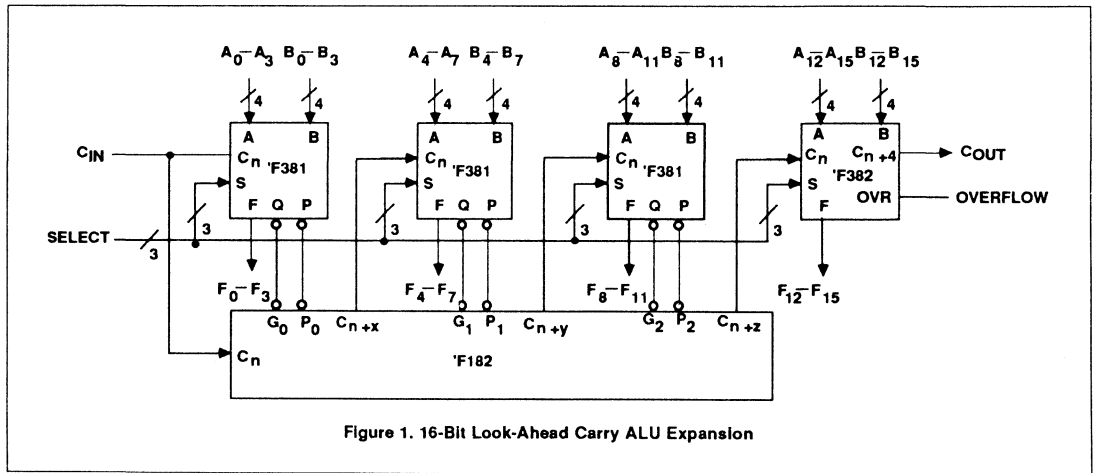 A0–A3 B0–B3 A4–A7 B4–B7 A8–A11 B8–B11 A12–A15 B12–B15
4 4 4 4 4 4 4 4
A B A B A B A B
CIN Cn 'F381 Cn 'F381 Cn 'F381 Cn Cn+4 COUT
S S S S 'F382
F Q P F Q P F Q P F OVR OVERFLOW
SELECT 3 3 3 3 3
F0–F3 F4–F7 F8–F11 F12–F15
G0 P0 Cn+x G1 P1 Cn+y G2 P2 Cn+z
Cn 'F182
Figure 1. 16-Bit Look-Ahead Carry ALU Expansion